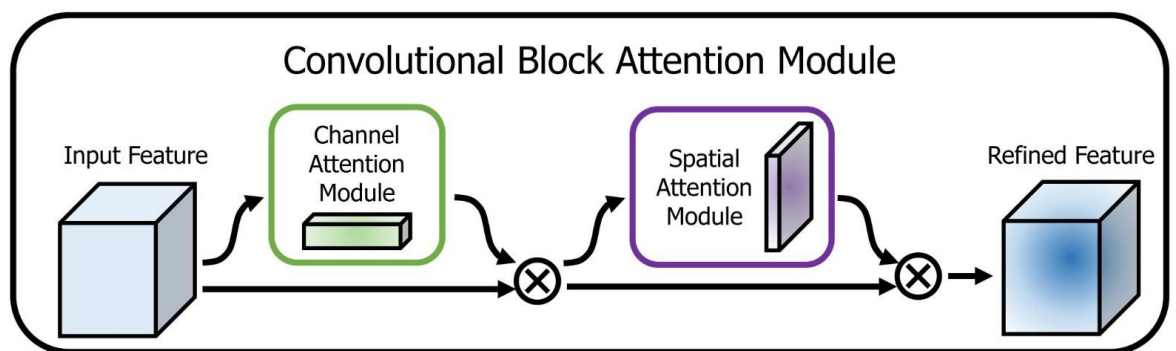 Convolutional Block Attention Module
Input Feature
Channel
Attention
Module
Spatial
Attention
Module
Refined Feature